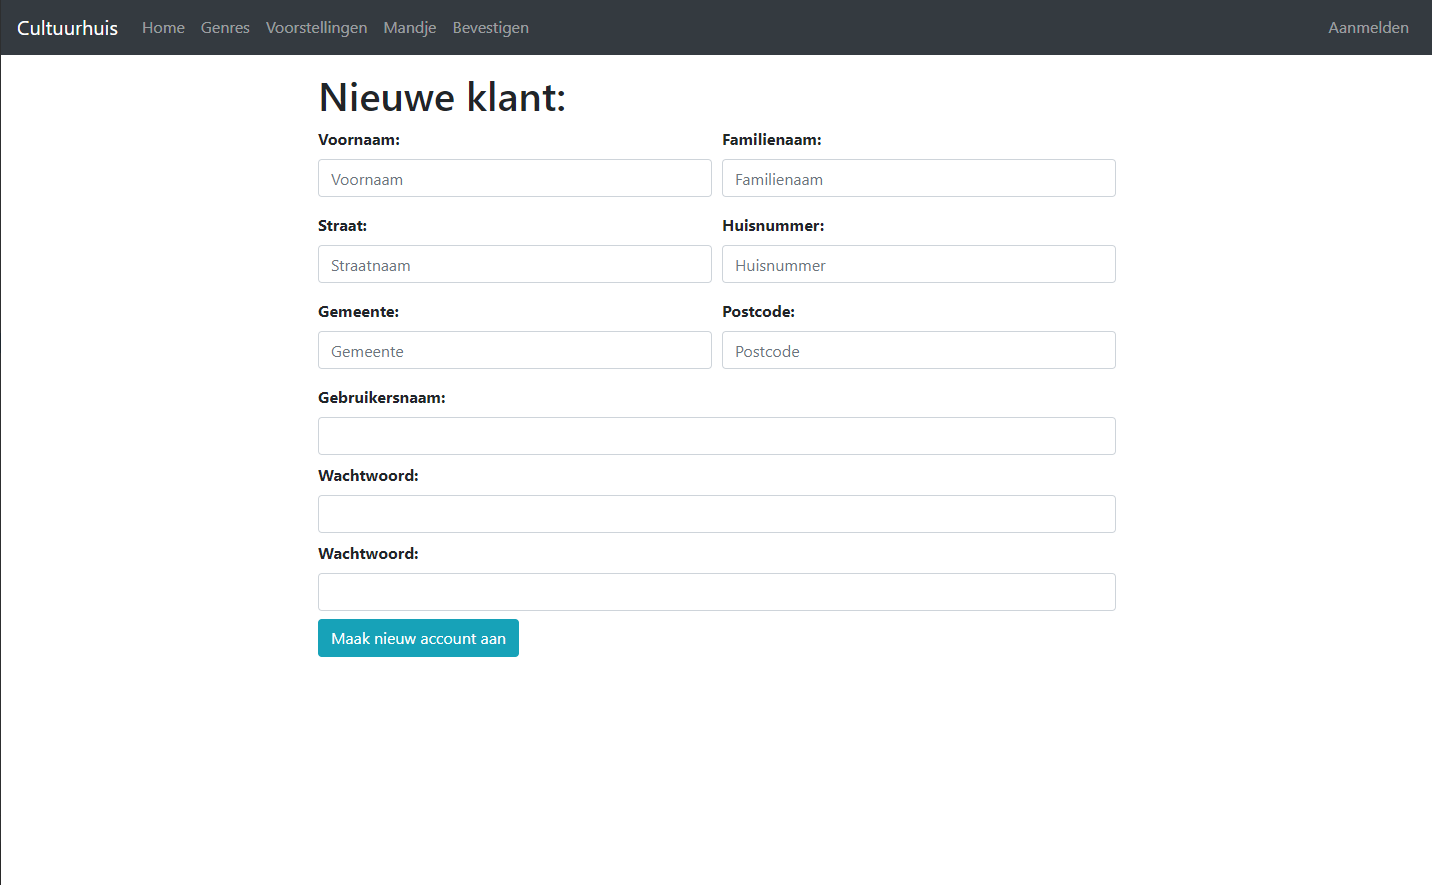 Cultuurhuis Home Genres Voorstellingen Mandje Bevestigen Aanmelden
Nieuwe klant:
Voornaam: Familienaam:
Voornaam Familienaam
Straat: Huisnummer:
Straatnaam Huisnummer
Gemeente: Postcode:
Gemeente Postcode
Gebruikersnaam:
Wachtwoord:
Wachtwoord:
Maak nieuw account aan